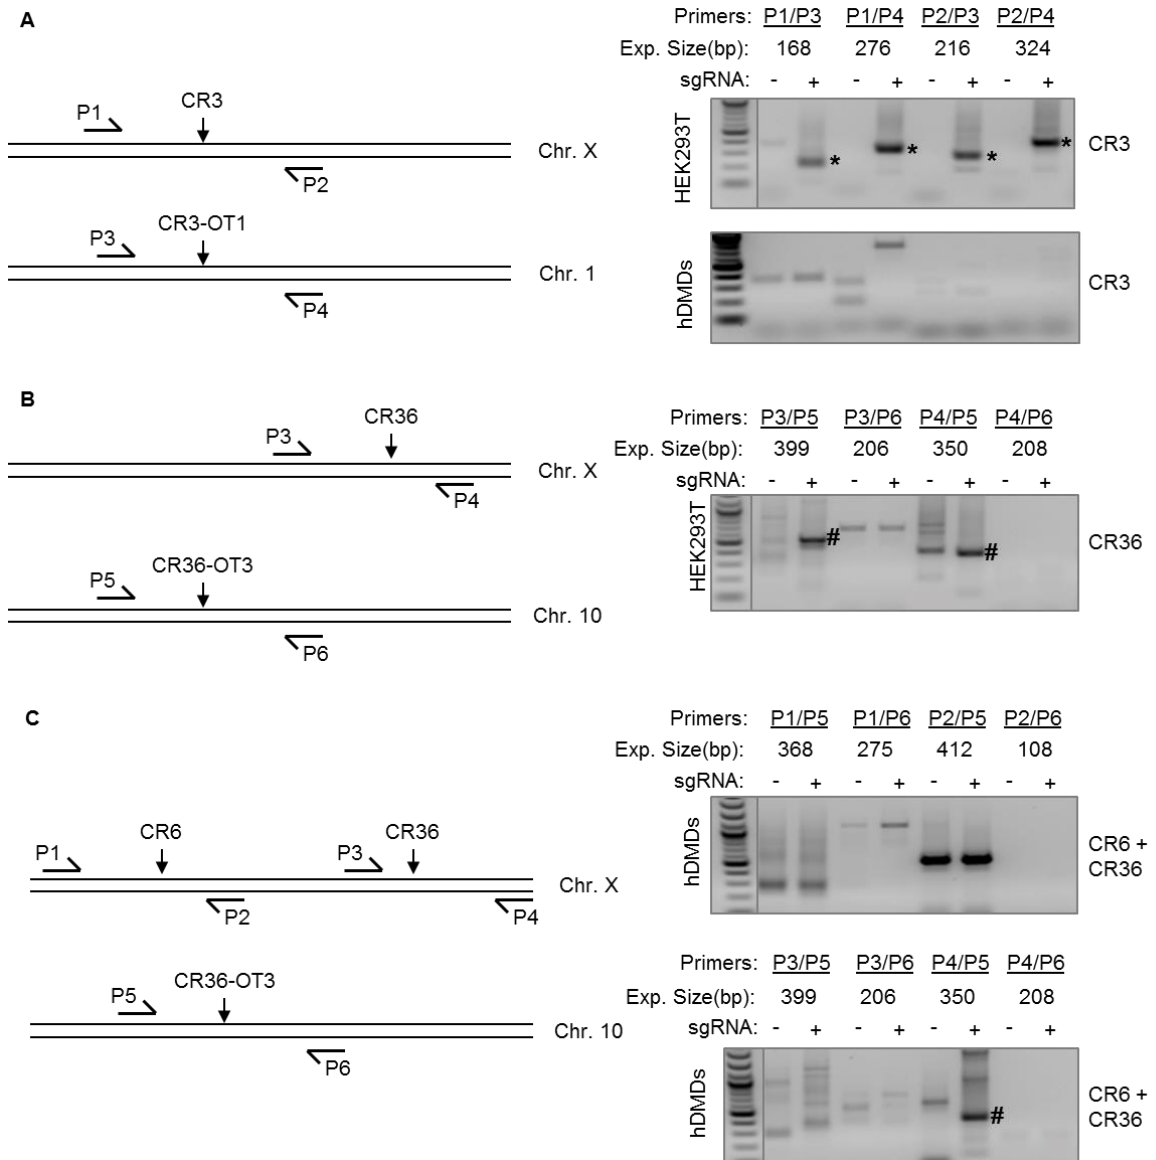 A
Primers: P1/P3 P1/P4 P2/P3 P2/P4
Exp. Size(bp): 168 276 216 324
sgRNA: - + - + - + - +
P1
CR3
Chr. X
P2
HEK293T
* * * *
CR3
P3
CR3-OT1
Chr. 1
P4
hDMDs
CR3
B
Primers: P3/P5 P3/P6 P4/P5 P4/P6
Exp. Size(bp): 399 206 350 208
sgRNA: - + - + - + - +
P3
CR36
Chr. X
P4
HEK293T
# #
CR36
P5
CR36-OT3
Chr. 10
P6
C
Primers: P1/P5 P1/P6 P2/P5 P2/P6
Exp. Size(bp): 368 275 412 108
sgRNA: - + - + - + - +
P1
CR6
P3
CR36
Chr. X
P2
P4
hDMDs
CR6 +
CR36
P5
CR36-OT3
Chr. 10
P6
Primers: P3/P5 P3/P6 P4/P5 P4/P6
Exp. Size(bp): 399 206 350 208
sgRNA: - + - + - + - +
hDMDs
#
CR6 +
CR36